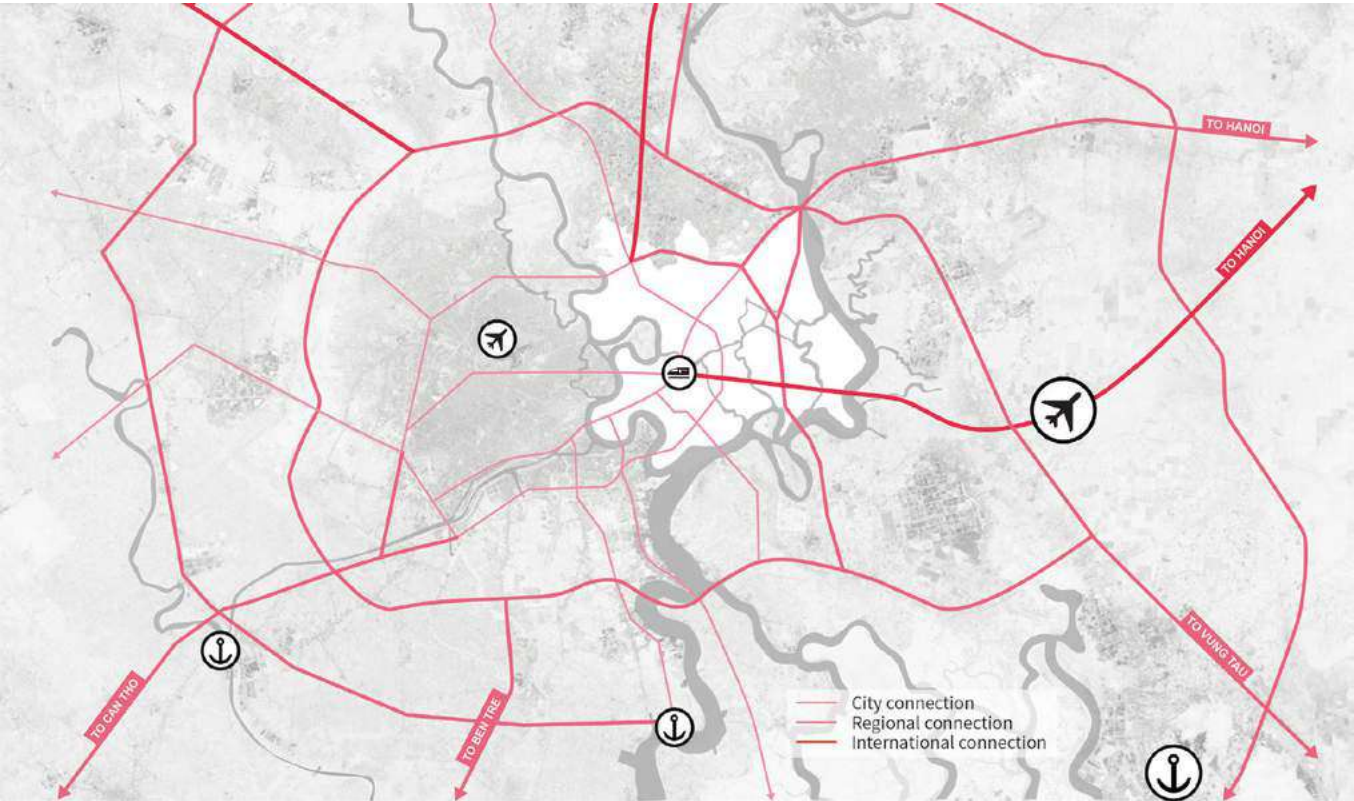 TO HANOI
TO HANOI
TO VUNG TAU
TO CAN THO
TO BEN TRE
City connection
Regional connection
International connection